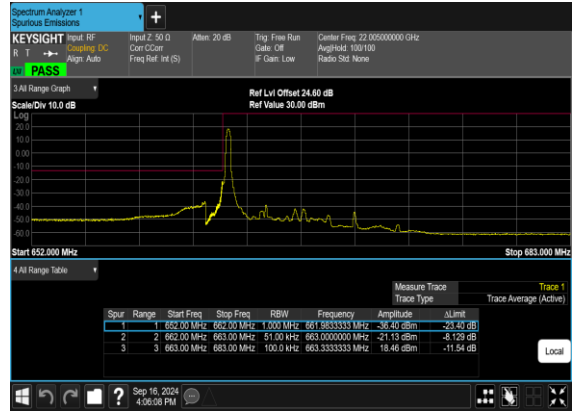 Spectrum Analyzer 1
Spurious Emissions
+
KEYSIGHT Input: RF Input Z: 50 Ω Atten: 20 dB Trig: Free Run Center Freq: 22.005000000 GHz
R T Coupling: DC Corr CCorr Gate: Off Avg|Hold: 100/100
Align: Auto Freq Ref: Int (S) IF Gain: Low Radio Std: None
LW PASS
3 All Range Graph ▼
Ref Lvl Offset 24.60 dB
Scale/Div 10.0 dB Ref Value 30.00 dBm
Log
20.0
10.0
0.00
-10.0
-20.0
-30.0
-40.0
-50.0
-60.0
Start 652.000 MHz Stop 683.000 MHz
4 All Range Table ▼
Measure Trace Trace 1
Trace Type Trace Average (Active)
Spur Range Start Freq Stop Freq RBW Frequency Amplitude ΔLimit
1 1 652.00 MHz 662.00 MHz 1.000 MHz 661.9833333 MHz -36.40 dBm -23.40 dB
2 2 662.00 MHz 663.00 MHz 51.00 kHz 663.0000000 MHz -21.13 dBm -8.129 dB
3 3 663.00 MHz 683.00 MHz 100.0 kHz 663.3333333 MHz 18.46 dBm -11.54 dB
Local
? Sep 16, 2024
4:06:08 PM